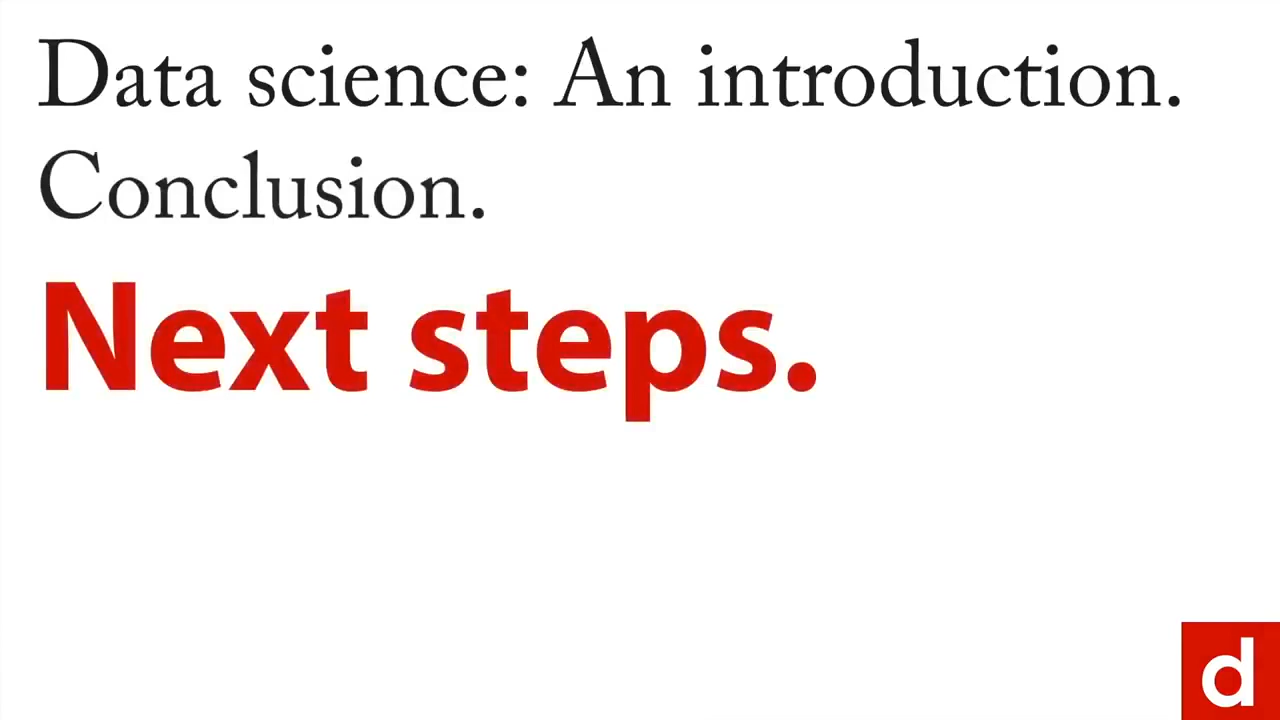 Data science: An introduction.
Conclusion.
Next steps.
d